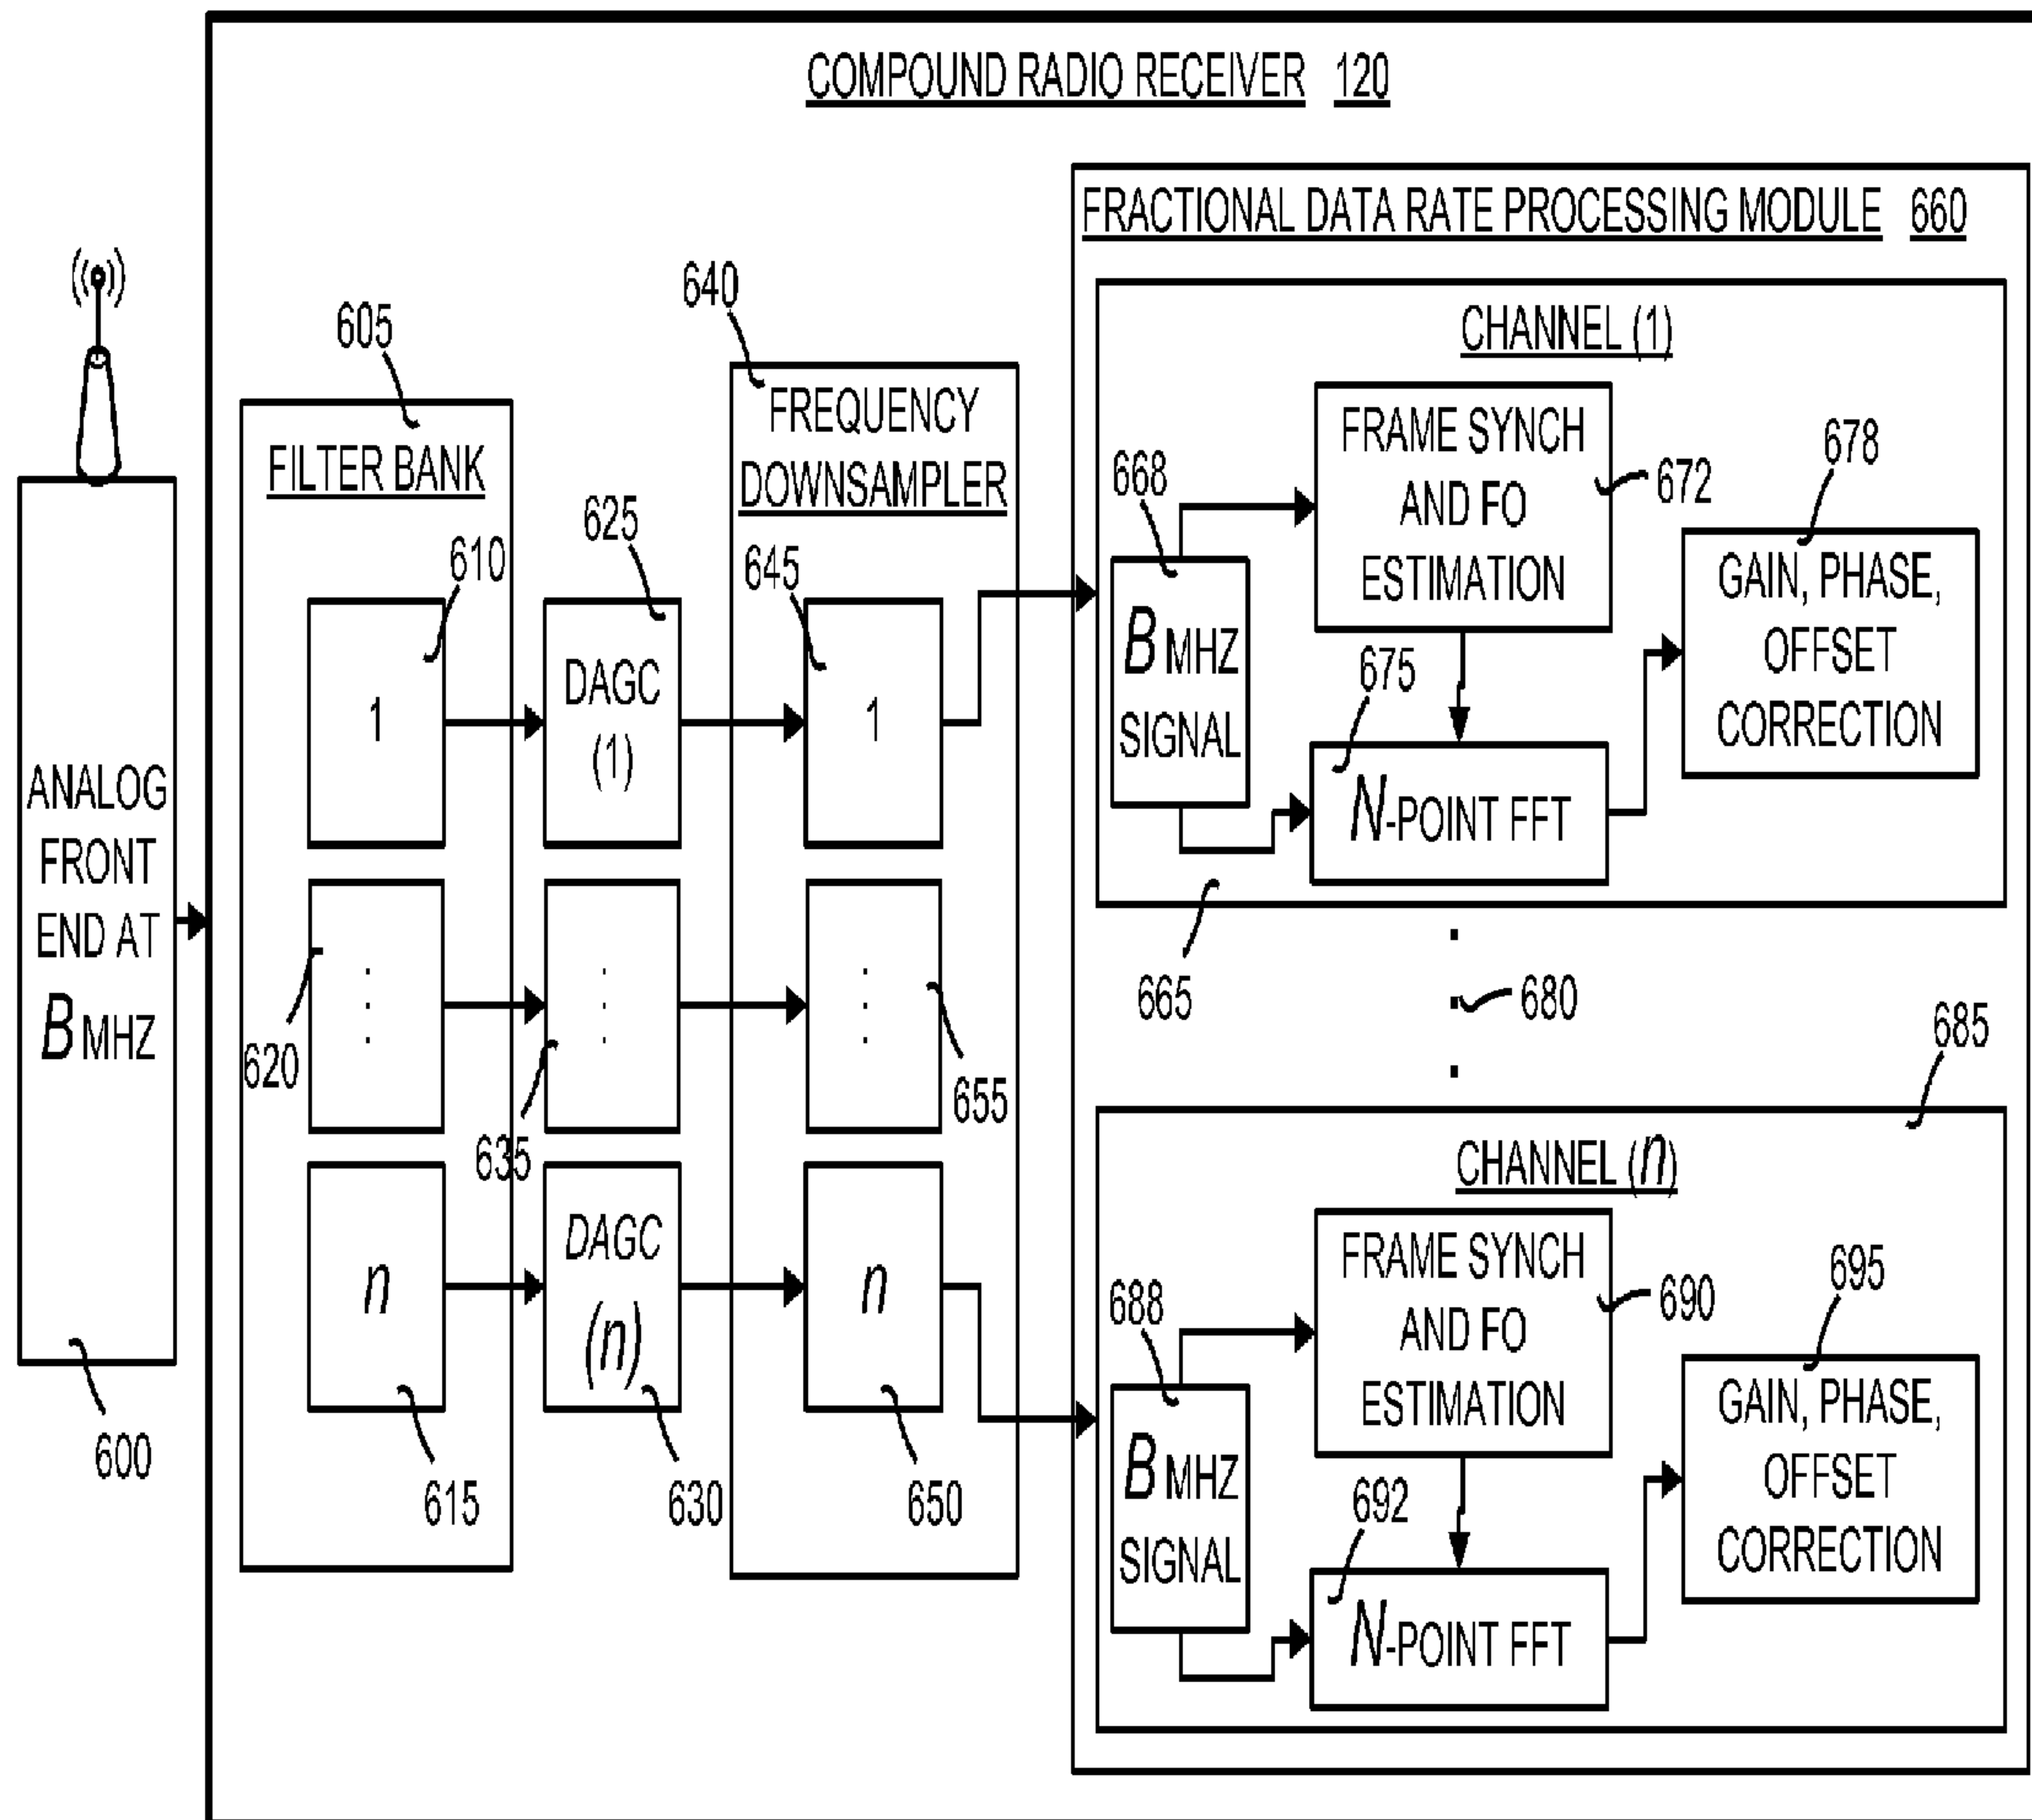 COMPOUND RADIO RECEIVER 120
FRACTIONAL DATA RATE PROCESSING MODULE 660
640
605
FREQUENCY
DOWNSAMPLER
FILTER BANK
610
625
645
1
DAGC
(1)
1
ANALOG
FRONT
END AT
B MHZ
600
620
⋮
635
⋮
655
⋮
n
615
DAGC
(n)
630
n
650
CHANNEL (1)
668
B MHZ
SIGNAL
FRAME SYNCH
AND FO
ESTIMATION
672
678
GAIN, PHASE,
OFFSET
CORRECTION
675
N-POINT FFT
665
680
685
CHANNEL (n)
688
B MHZ
SIGNAL
FRAME SYNCH
AND FO
ESTIMATION
690
695
GAIN, PHASE,
OFFSET
CORRECTION
692
N-POINT FFT